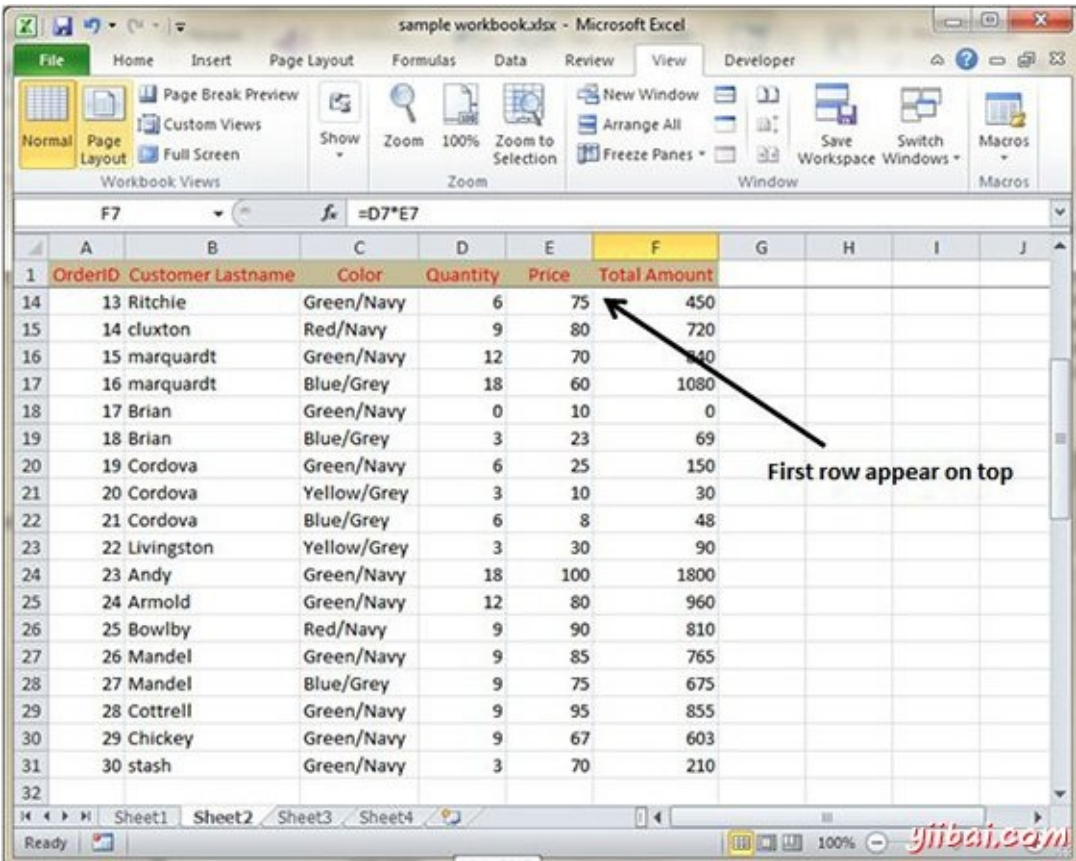 sample workbook.xlsx - Microsoft Excel
File Home Insert Page Layout Formulas Data Review View Developer
Normal
Page Layout
Page Break Preview
Custom Views
Full Screen
Workbook Views
Show
Zoom
100%
Zoom to Selection
Zoom
New Window
Arrange All
Freeze Panes
Save Workspace
Switch Windows
Window
Macros
Macros
F7 fx =D7*E7
A B C D E F G H I J
1 OrderID Customer Lastname Color Quantity Price Total Amount
14 13 Ritchie Green/Navy 6 75 450
15 14 cluxton Red/Navy 9 80 720
16 15 marquardt Green/Navy 12 70 840
17 16 marquardt Blue/Grey 18 60 1080
18 17 Brian Green/Navy 0 10 0
19 18 Brian Blue/Grey 3 23 69
20 19 Cordova Green/Navy 6 25 150
First row appear on top
21 20 Cordova Yellow/Grey 3 10 30
22 21 Cordova Blue/Grey 6 8 48
23 22 Livingston Yellow/Grey 3 30 90
24 23 Andy Green/Navy 18 100 1800
25 24 Armold Green/Navy 12 80 960
26 25 Bowlby Red/Navy 9 90 810
27 26 Mandel Green/Navy 9 85 765
28 27 Mandel Blue/Grey 9 75 675
29 28 Cottrell Green/Navy 9 95 855
30 29 Chickey Green/Navy 9 67 603
31 30 stash Green/Navy 3 70 210
32
Sheet1 Sheet2 Sheet3 Sheet4
Ready 100%
yiibai.com